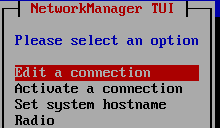 NetworkManager TUI
Please select an option
Edit a connection
Activate a connection
Set system hostname
Radio